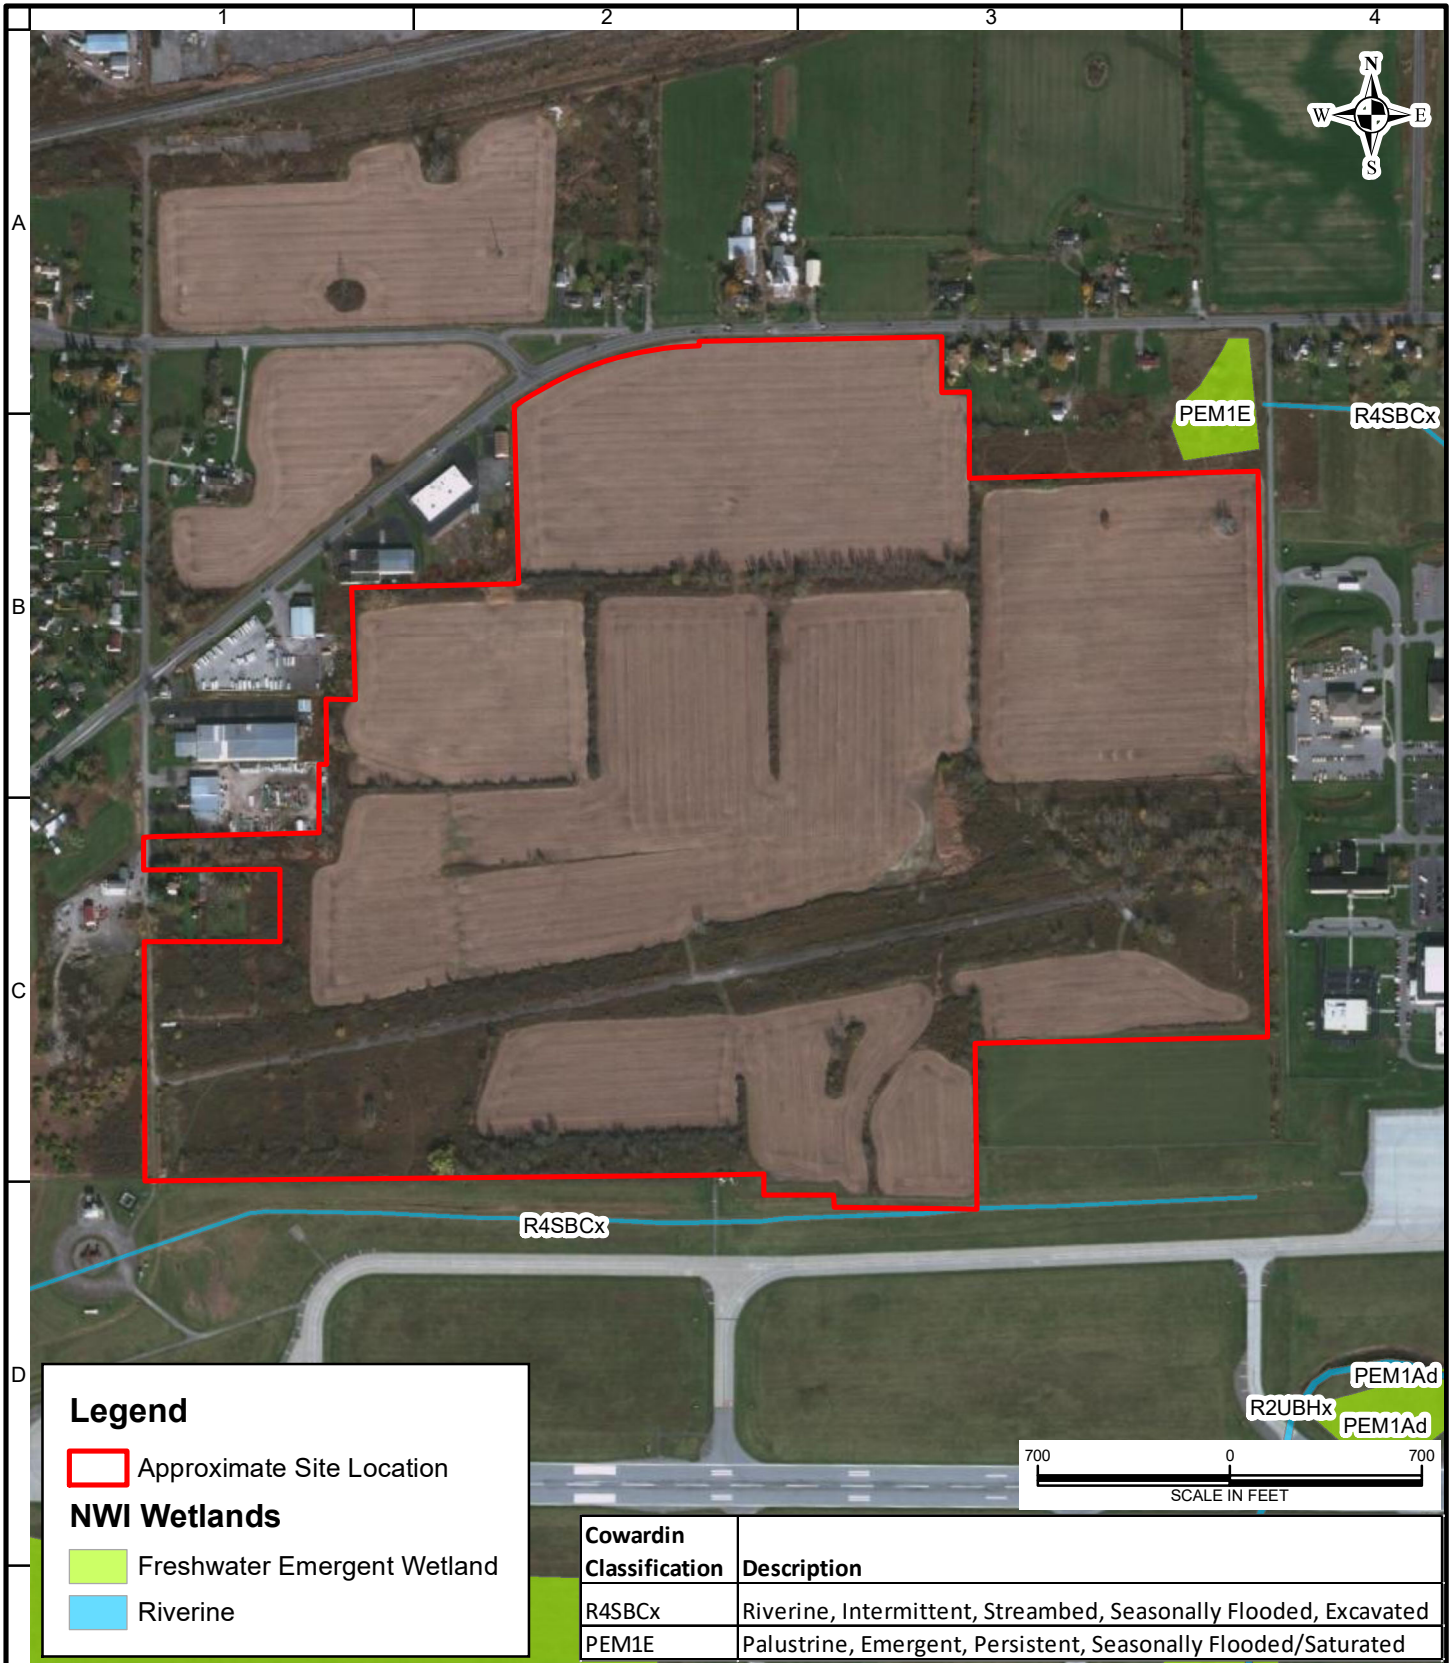 1 2 3 4
N
W E
S
A
PEM1E
R4SBCx
B
C
R4SBCx
D
PEM1Ad
R2UBHx
PEM1Ad
Legend
Approximate Site Location
NWI Wetlands
Freshwater Emergent Wetland
Riverine
700 0 700
SCALE IN FEET
Cowardin
Classification Description
R4SBCx Riverine, Intermittent, Streambed, Seasonally Flooded, Excavated
PEM1E Palustrine, Emergent, Persistent, Seasonally Flooded/Saturated